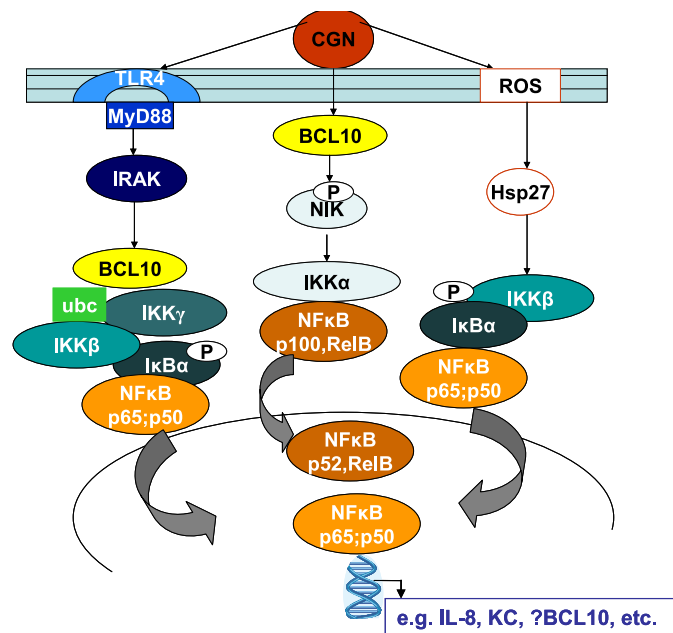 CGN
TLR4
ROS
MyD88
BCL10
IRAK
P
NIK
Hsp27
BCL10
IKKα
P
IKKβ
ubc
IKKγ
IKKβ
IκBα
P
NFκB
p100,RelB
IκBα
NFκB
p65;p50
NFκB
p65;p50
NFκB
p52,RelB
NFκB
p65;p50
e.g. IL-8, KC, ?BCL10, etc.